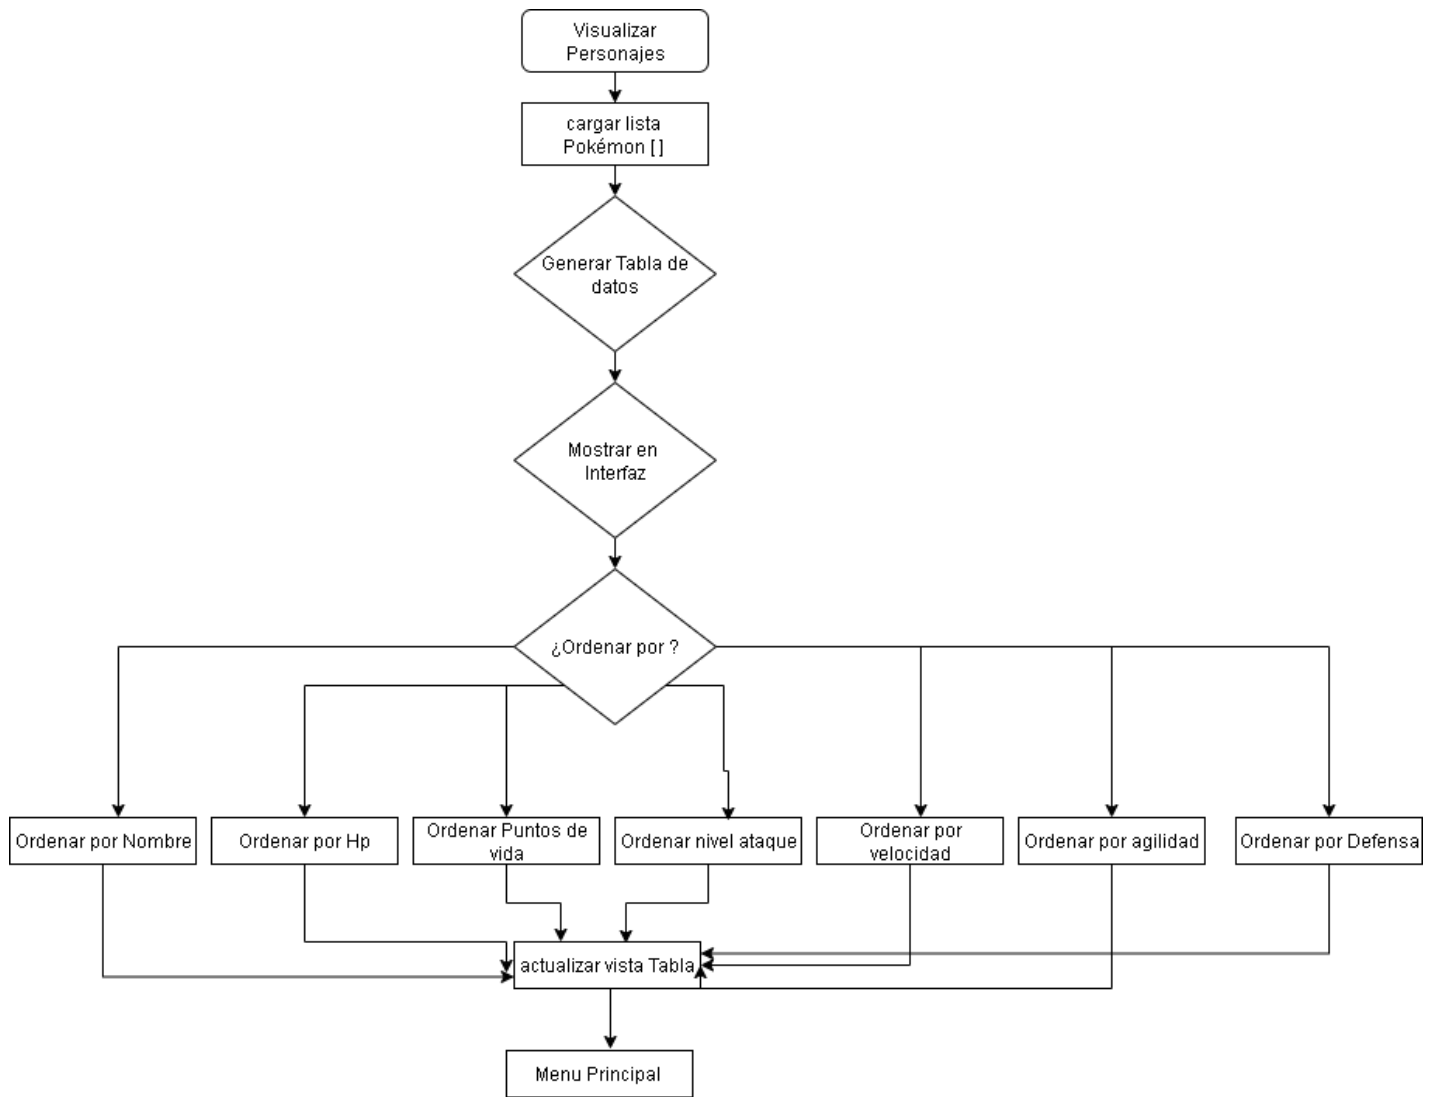 Visualizar
Personajes
cargar lista
Pokémon []
Generar Tabla de
datos
Mostrar en
Interfaz
¿Ordenar por ?
Ordenar por Nombre
Ordenar por Hp
Ordenar Puntos de
vida
Ordenar nivel ataque
Ordenar por
velocidad
Ordenar por agilidad
Ordenar por Defensa
actualizar vista Tabla
Menu Principal